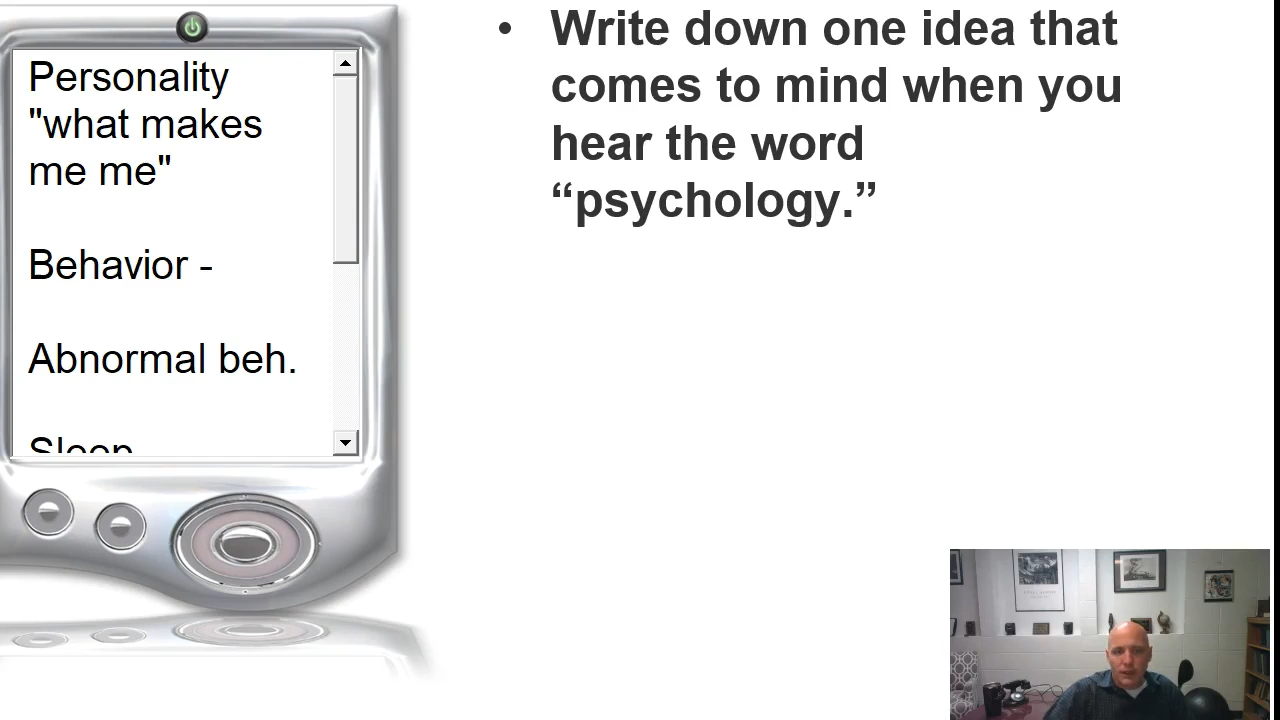 Personality
"what makes
me me"
Behavior -
Abnormal beh.
Sleep
• Write down one idea that
comes to mind when you
hear the word
“psychology.”